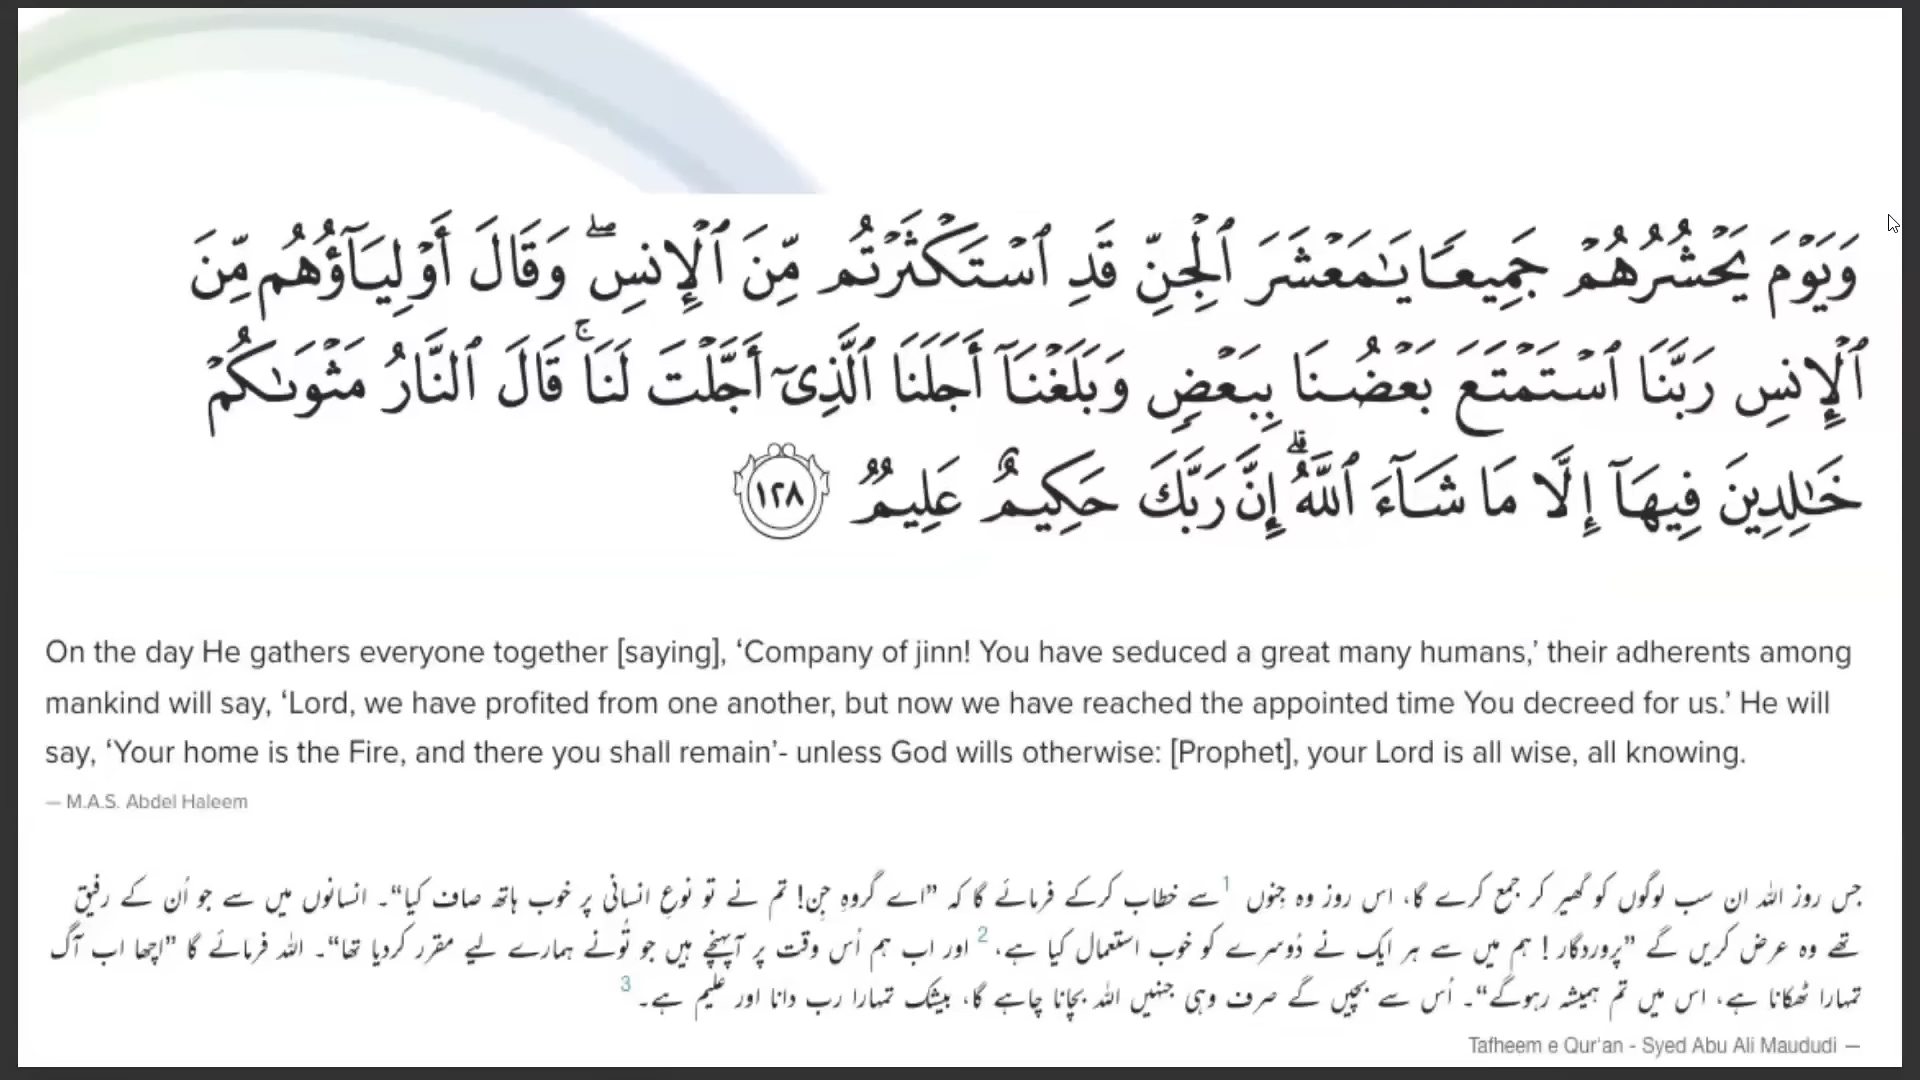 وَيَوْمَ يَحْشُرُهُمْ جَمِيعًا يَـٰمَعْشَرَ ٱلْجِنِّ قَدِ ٱسْتَكْثَرْتُم مِّنَ ٱلْإِنسِ ۖ وَقَالَ أَوْلِيَآؤُهُم مِّنَ
ٱلْإِنسِ رَبَّنَا ٱسْتَمْتَعَ بَعْضُنَا بِبَعْضٍ وَبَلَغْنَآ أَجَلَنَا ٱلَّذِىٓ أَجَّلْتَ لَنَا ۚ قَالَ ٱلنَّارُ مَثْوَىٰكُمْ
خَـٰلِدِينَ فِيهَآ إِلَّا مَا شَآءَ ٱللَّهُ ۗ إِنَّ رَبَّكَ حَكِيمٌ عَلِيمٌ ١٢٨
On the day He gathers everyone together [saying], ‘Company of jinn! You have seduced a great many humans,’ their adherents among
mankind will say, ‘Lord, we have profited from one another, but now we have reached the appointed time You decreed for us.’ He will
say, ‘Your home is the Fire, and there you shall remain’- unless God wills otherwise: [Prophet], your Lord is all wise, all knowing.
— M.A.S. Abdel Haleem
جس روز اللہ ان سب لوگوں کو گھیر کر جمع کرے گا، اس روز وہ جِنوں 1 سے خطاب کرکے فرمائے گا کہ ”اے گروہِ جِن! تم نے تو نوعِ انسانی پر خوب ہاتھ صاف کیا“۔ انسانوں میں سے جو اُن کے رفیق
تھے وہ عرض کریں گے ”پروردگار ! ہم میں سے ہر ایک نے دُوسرے کو خوب استعمال کیا ہے، 2 اور اب ہم اُس وقت پر آپہنچے ہیں جو تُونے ہمارے لیے مقرر کردیا تھا“۔ اللہ فرمائے گا ”اچھا اب آگ
تمہارا ٹھکانا ہے، اس میں تم ہمیشہ رہوگے“۔ اُس سے بچیں گے صرف وہی جنہیں اللہ بچانا چاہے گا، بیشک تمہارا رب دانا اور علیم ہے۔ 3
Tafheem e Qur'an - Syed Abu Ali Maududi —